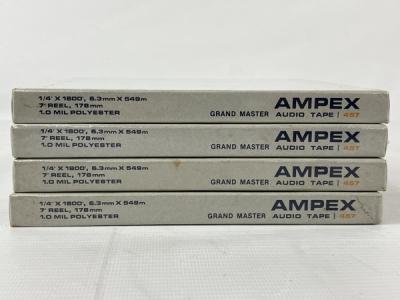 1/4" X 1800', 6.3mm X 549m
7" REEL, 178mm
1.0 MIL POLYESTER
AMPEX
GRAND MASTER AUDIO TAPE | 457
1/4" X 1800', 6.3mm X 549m
7" REEL, 178mm
1.0 MIL POLYESTER
AMPEX
GRAND MASTER AUDIO TAPE | 457
1/4" X 1800', 6.3mm X 549m
7" REEL, 178mm
1.0 MIL POLYESTER
AMPEX
GRAND MASTER AUDIO TAPE | 457
1/4" X 1800', 6.3mm X 549m
7" REEL, 178mm
1.0 MIL POLYESTER
AMPEX
GRAND MASTER AUDIO TAPE | 457